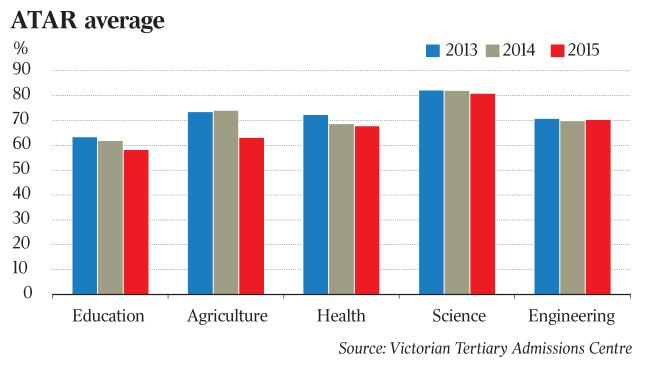 ATAR average
%
2013 2014 2015
90
80
70
60
50
40
30
20
10
0
Education Agriculture Health Science Engineering
Source: Victorian Tertiary Admissions Centre